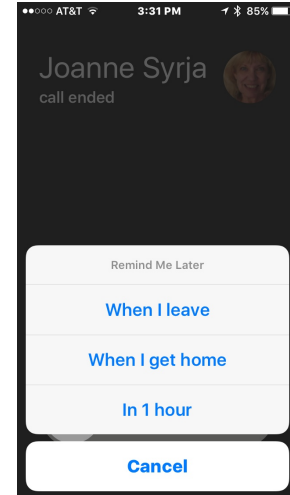 AT&T 3:31 PM 85%
Joanne Syrja
call ended
Remind Me Later
When I leave
When I get home
In 1 hour
Cancel